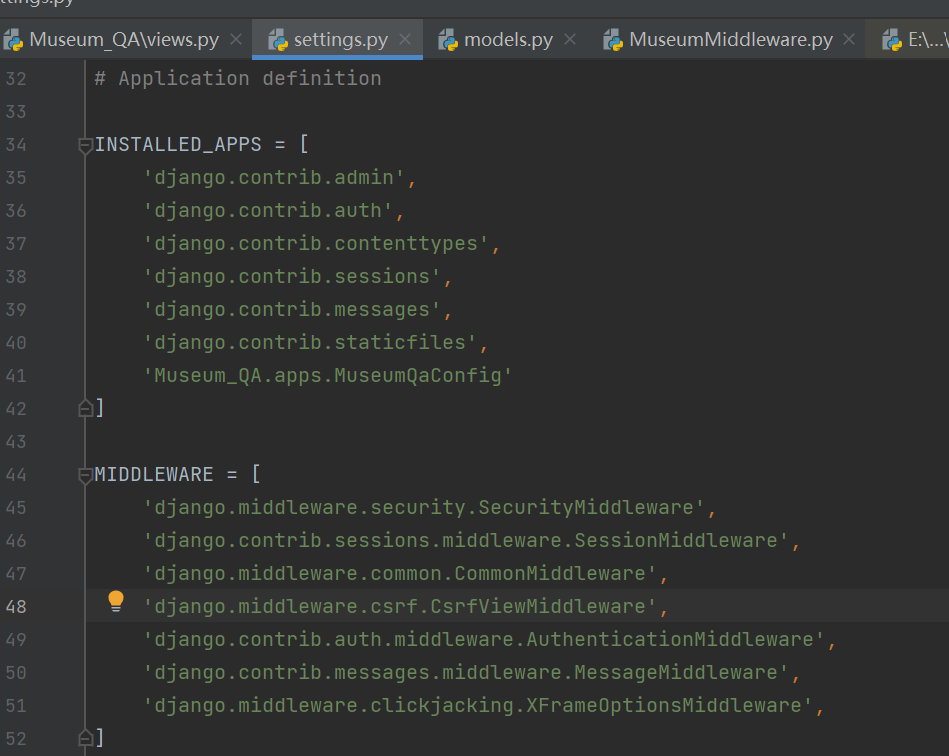 ttings.py
Museum_QA\views.py settings.py models.py MuseumMiddleware.py E:\...\
32 # Application definition
33
34 INSTALLED_APPS = [
35 'django.contrib.admin',
36 'django.contrib.auth',
37 'django.contrib.contenttypes',
38 'django.contrib.sessions',
39 'django.contrib.messages',
40 'django.contrib.staticfiles',
41 'Museum_QA.apps.MuseumQaConfig'
42 ]
43
44 MIDDLEWARE = [
45 'django.middleware.security.SecurityMiddleware',
46 'django.contrib.sessions.middleware.SessionMiddleware',
47 'django.middleware.common.CommonMiddleware',
48 'django.middleware.csrf.CsrfViewMiddleware',
49 'django.contrib.auth.middleware.AuthenticationMiddleware',
50 'django.contrib.messages.middleware.MessageMiddleware',
51 'django.middleware.clickjacking.XFrameOptionsMiddleware',
52 ]